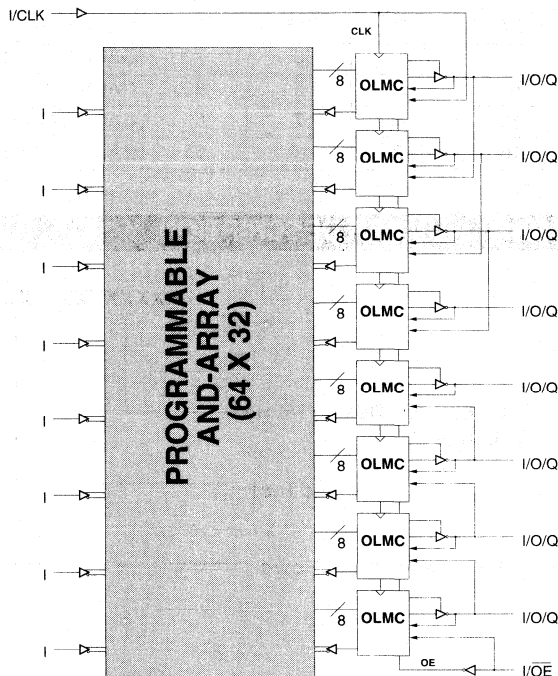 I/CLK
CLK
8
OLMC
I/O/Q
I
8
OLMC
I/O/Q
I
8
OLMC
I/O/Q
I
8
OLMC
I/O/Q
I
8
OLMC
I/O/Q
I
8
OLMC
I/O/Q
I
8
OLMC
I/O/Q
I
8
OLMC
I/O/Q
I
PROGRAMMABLE
AND-ARRAY
(64 X 32)
OE
I/O̅E̅